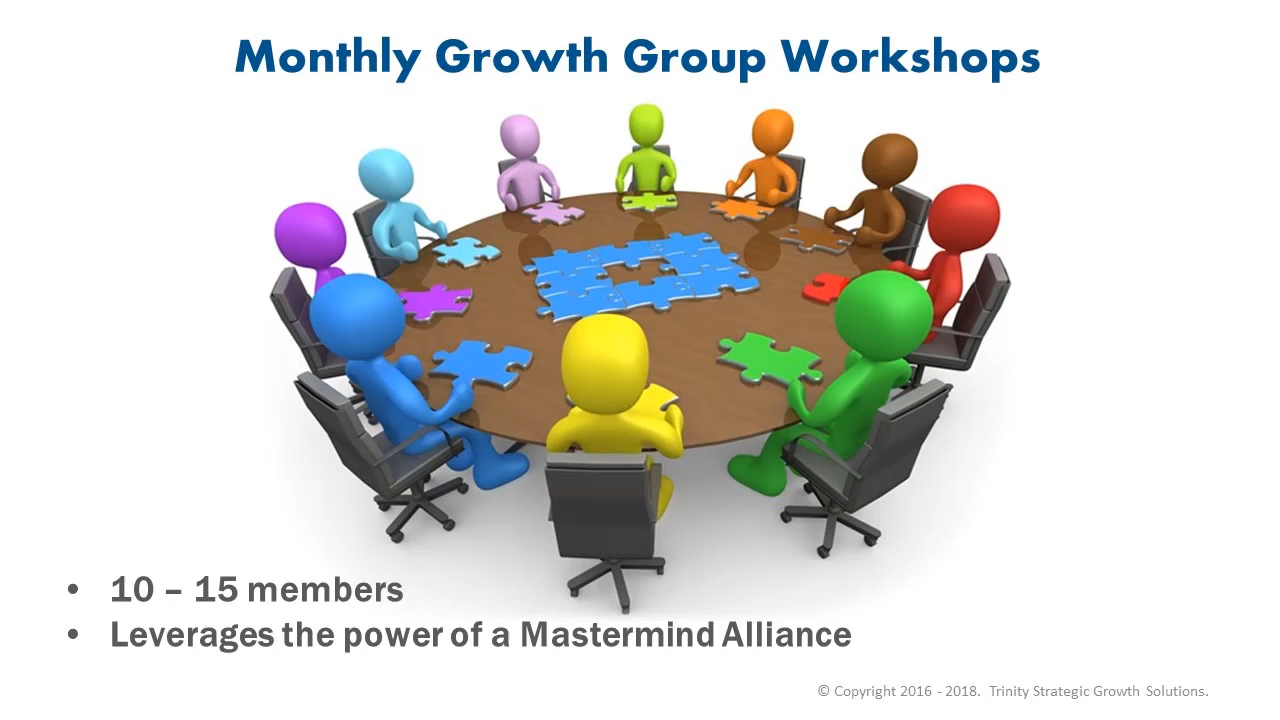 Monthly Growth Group Workshops
• 10 – 15 members
• Leverages the power of a Mastermind Alliance
© Copyright 2016 - 2018. Trinity Strategic Growth Solutions.